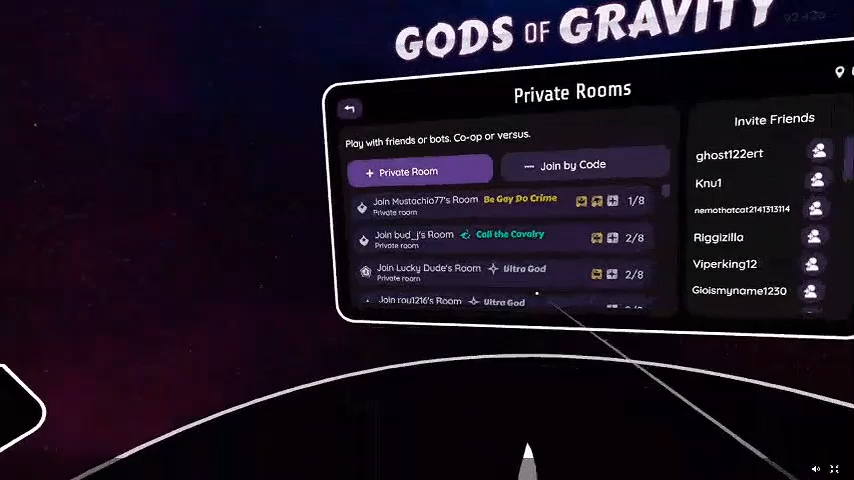 GODS OF GRAVITY
Private Rooms
Play with friends or bots. Co-op or versus.
+ Private Room
Join by Code
Join Mustachio77's Room Be Gay Do Crime 1/8
Private room
Join bud_j's Room Call the Cavalry 2/8
Private room
Join Lucky Dude's Room Ultra God 2/8
Private room
Join rou1216's Room Ultra God
Invite Friends
ghost122ert
Knu1
nemothatcat2141313114
Riggizilla
Viperking12
Gioismyname1230